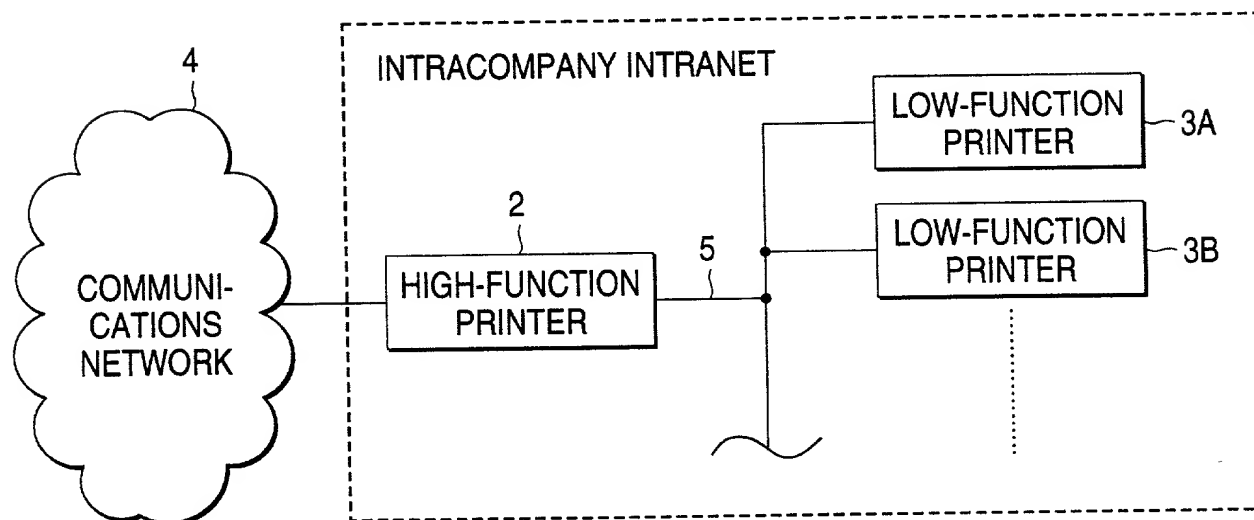 4
INTRACOMPANY INTRANET
LOW-FUNCTION
PRINTER
3A
2
LOW-FUNCTION
PRINTER
3B
5
HIGH-FUNCTION
PRINTER
COMMUNI-
CATIONS
NETWORK